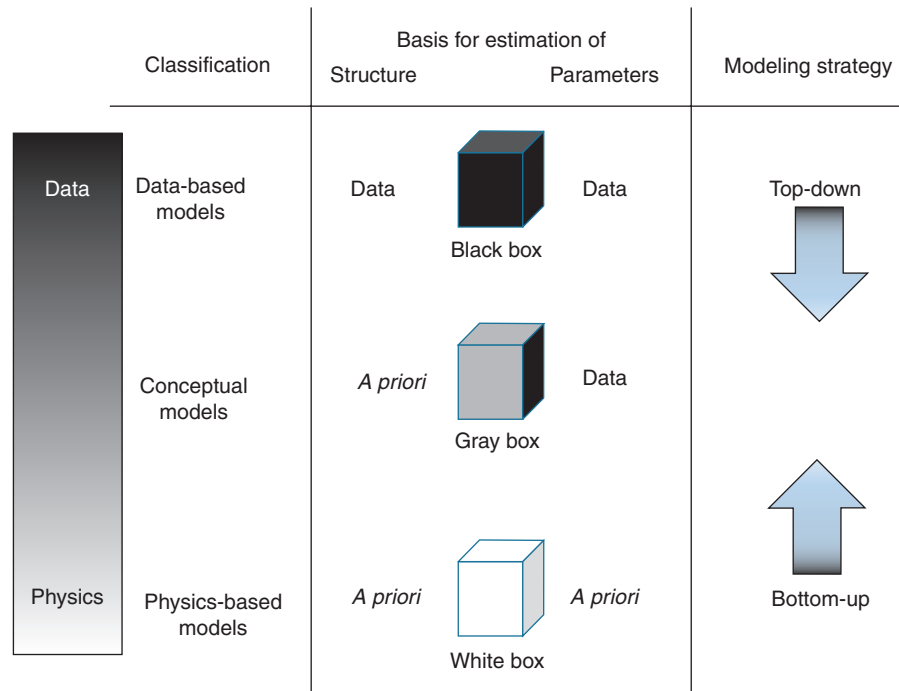 Classification
Basis for estimation of
Structure
Parameters
Modeling strategy
Data
Data-based
models
Data
Data
Black box
Top-down
Conceptual
models
A priori
Data
Gray box
Physics
Physics-based
models
A priori
A priori
White box
Bottom-up